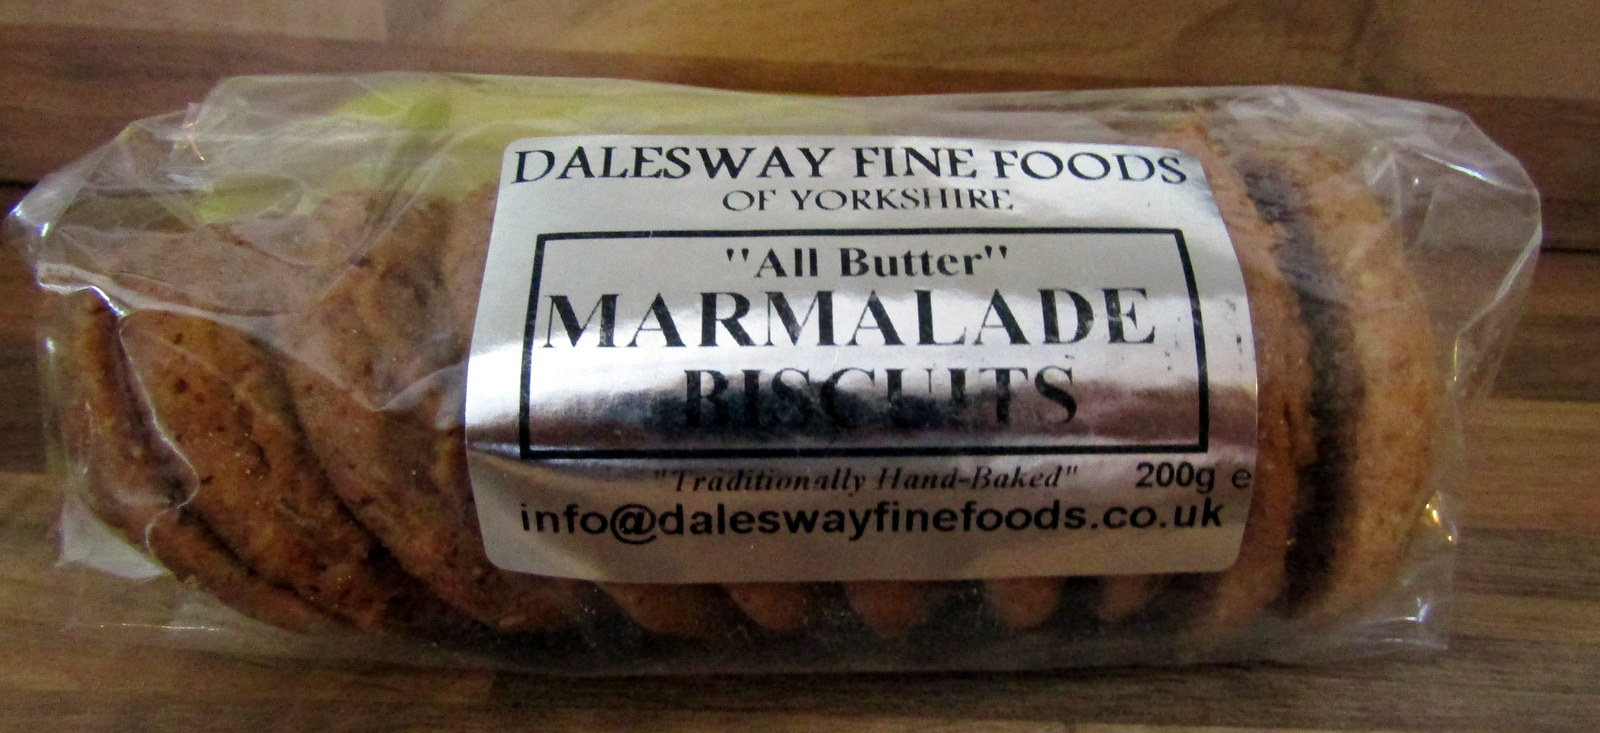 DALESWAY FINE FOODS
OF YORKSHIRE
"All Butter"
MARMALADE
BISCUITS
"Traditionally Hand-Baked" 200g e
info@daleswayfinefoods.co.uk